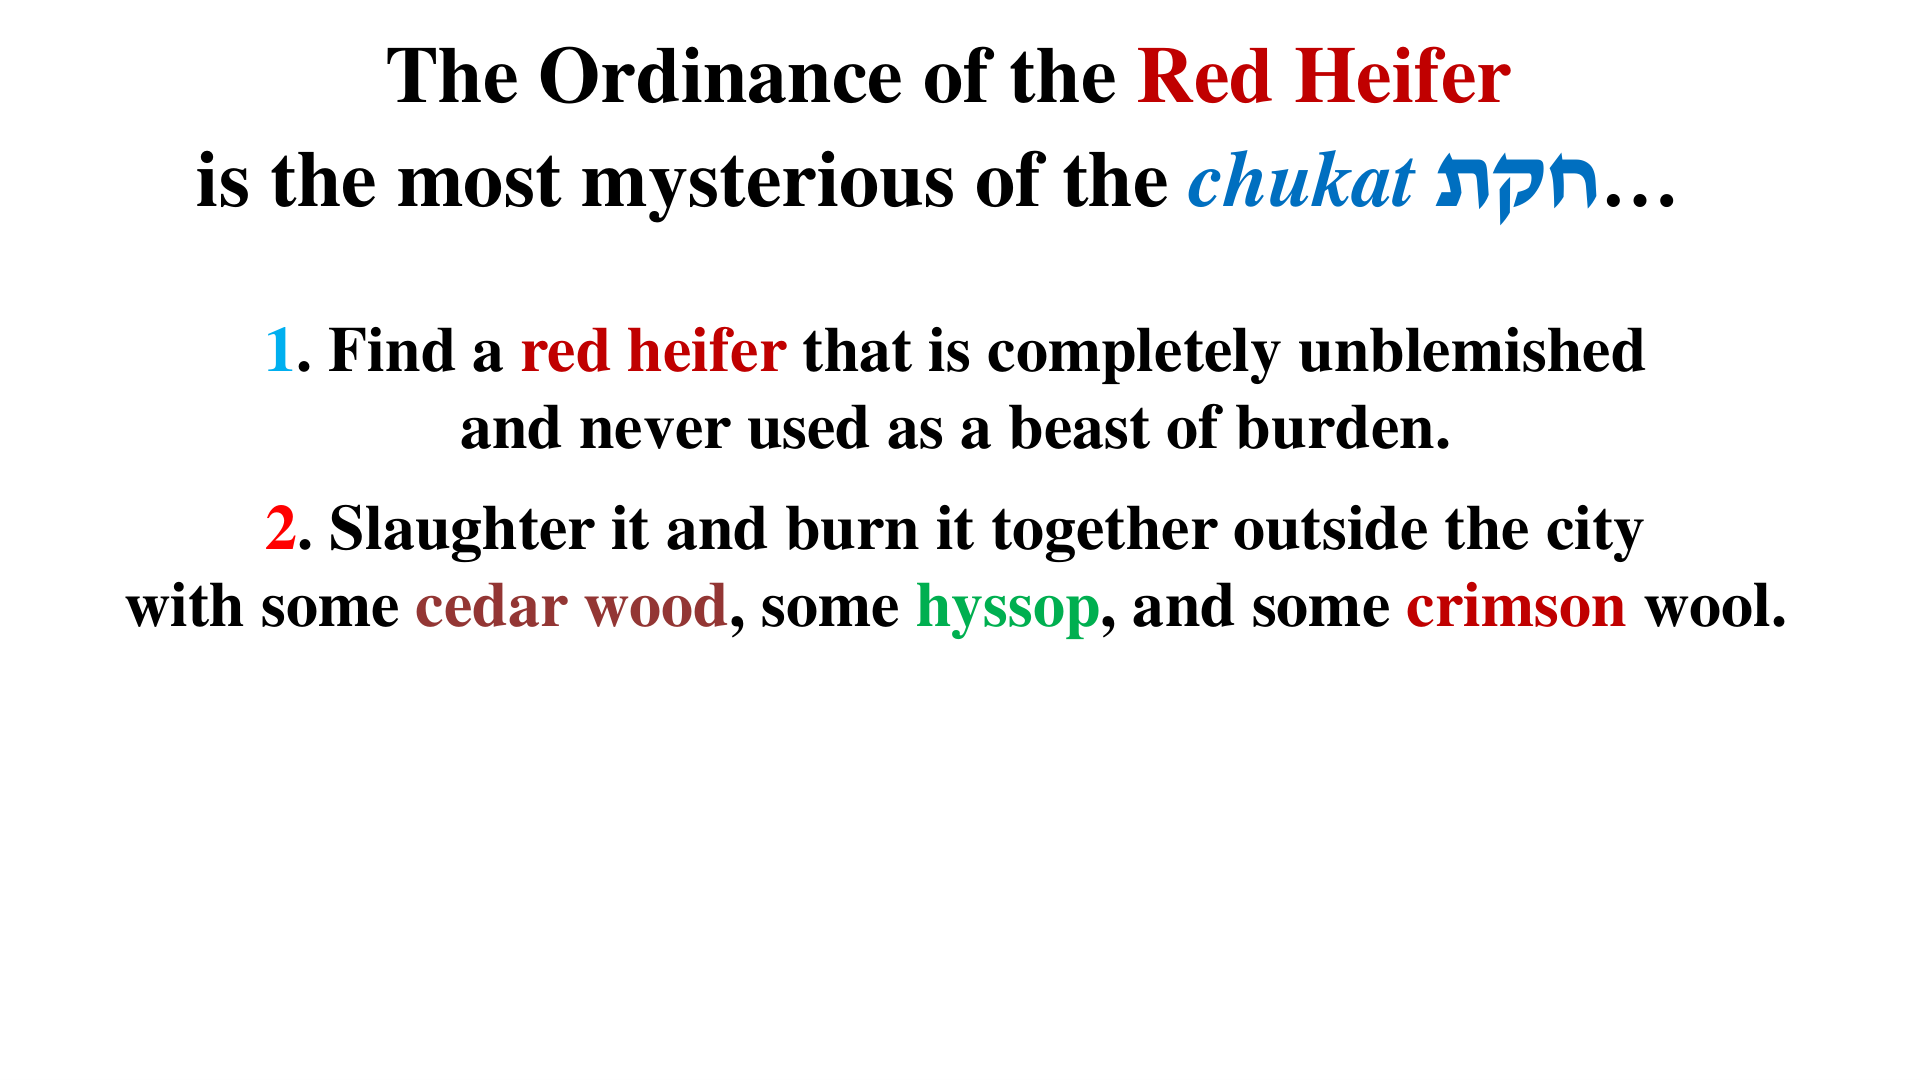 The Ordinance of the Red Heifer
is the most mysterious of the chukat חקת…
1. Find a red heifer that is completely unblemished
and never used as a beast of burden.
2. Slaughter it and burn it together outside the city
with some cedar wood, some hyssop, and some crimson wool.